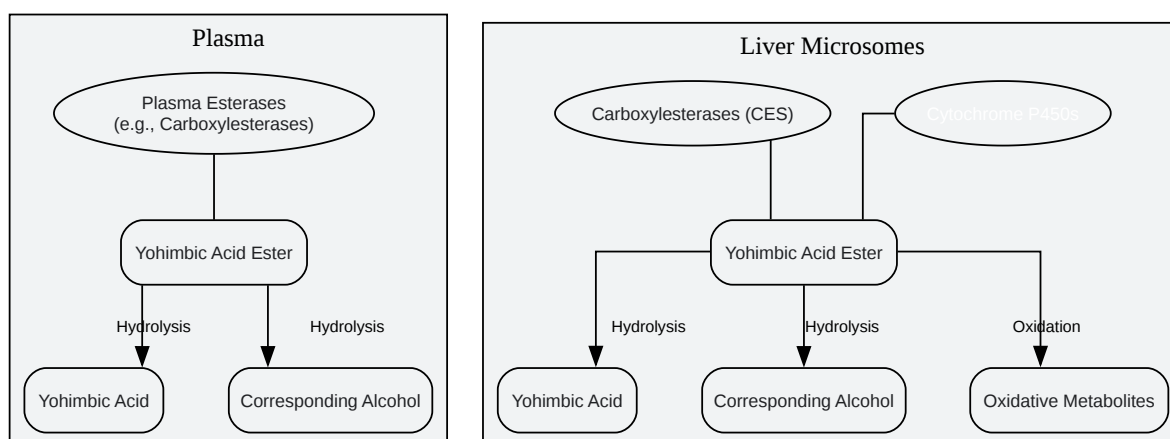 Plasma
Plasma Esterases
(e.g., Carboxylesterases)
Yohimbic Acid Ester
Hydrolysis
Hydrolysis
Yohimbic Acid
Corresponding Alcohol
Liver Microsomes
Carboxylesterases (CES)
Cytochrome P450s
Yohimbic Acid Ester
Hydrolysis
Hydrolysis
Oxidation
Yohimbic Acid
Corresponding Alcohol
Oxidative Metabolites